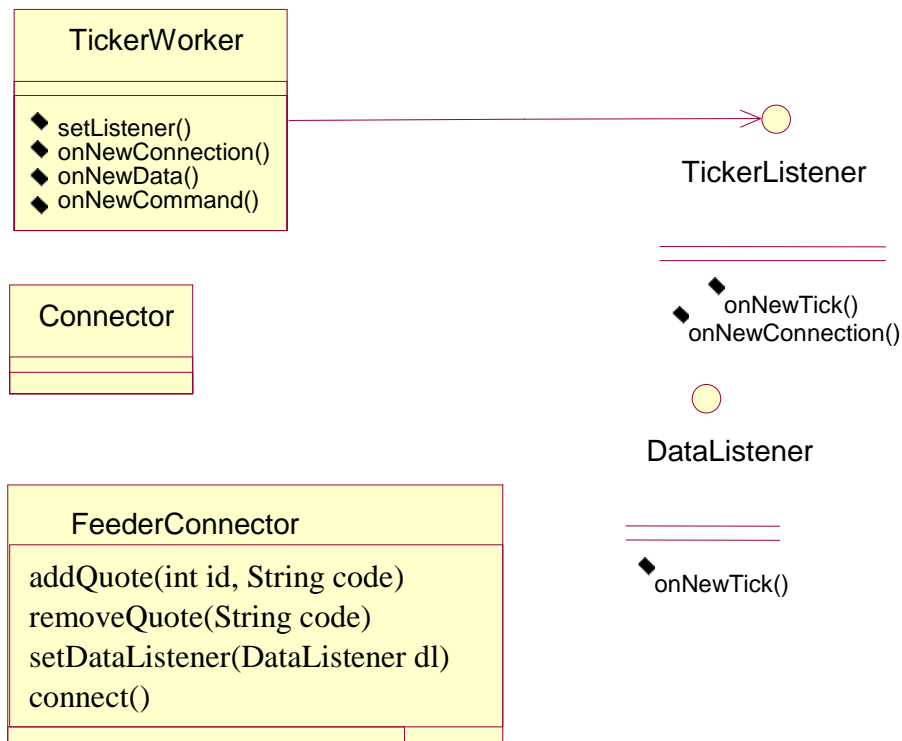 TickerWorker
setListener()
onNewConnection()
onNewData()
onNewCommand()
TickerListener
onNewTick()
onNewConnection()
Connector
DataListener
onNewTick()
FeederConnector
addQuote(int id, String code)
removeQuote(String code)
setDataListener(DataListener dl)
connect()